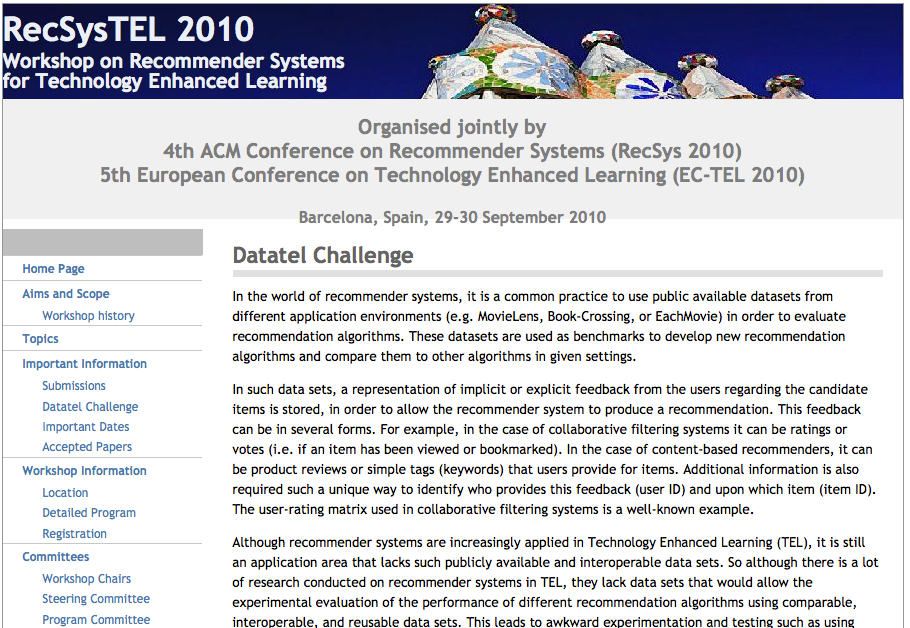 RecSysTEL 2010
Workshop on Recommender Systems
for Technology Enhanced Learning
Organised jointly by
4th ACM Conference on Recommender Systems (RecSys 2010)
5th European Conference on Technology Enhanced Learning (EC-TEL 2010)
Barcelona, Spain, 29-30 September 2010
Home Page
Aims and Scope
Workshop history
Topics
Important Information
Submissions
Datatel Challenge
Important Dates
Accepted Papers
Workshop Information
Location
Detailed Program
Registration
Committees
Workshop Chairs
Steering Committee
Program Committee
Datatel Challenge
In the world of recommender systems, it is a common practice to use public available datasets from
different application environments (e.g. MovieLens, Book-Crossing, or EachMovie) in order to evaluate
recommendation algorithms. These datasets are used as benchmarks to develop new recommendation
algorithms and compare them to other algorithms in given settings.
In such data sets, a representation of implicit or explicit feedback from the users regarding the candidate
items is stored, in order to allow the recommender system to produce a recommendation. This feedback
can be in several forms. For example, in the case of collaborative filtering systems it can be ratings or
votes (i.e. if an item has been viewed or bookmarked). In the case of content-based recommenders, it can
be product reviews or simple tags (keywords) that users provide for items. Additional information is also
required such a unique way to identify who provides this feedback (user ID) and upon which item (item ID).
The user-rating matrix used in collaborative filtering systems is a well-known example.
Although recommender systems are increasingly applied in Technology Enhanced Learning (TEL), it is still
an application area that lacks such publicly available and interoperable data sets. So although there is a lot
of research conducted on recommender systems in TEL, they lack data sets that would allow the
experimental evaluation of the performance of different recommendation algorithms using comparable,
interoperable, and reusable data sets. This leads to awkward experimentation and testing such as using